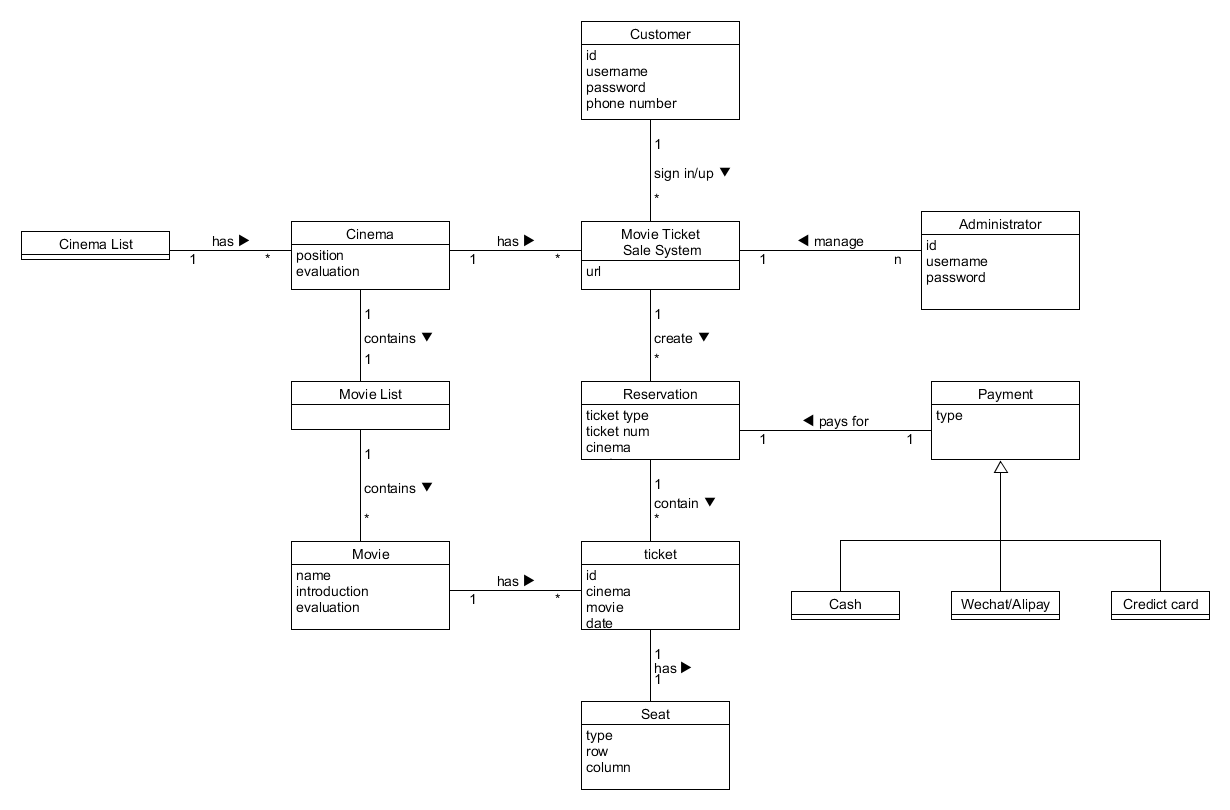 Customer
id
username
password
phone number
1
sign in/up ▼
*
Cinema List
has ▶
1
*
Cinema
position
evaluation
has ▶
1
*
Movie Ticket
Sale System
url
◀ manage
1
n
Administrator
id
username
password
1
contains ▼
1
1
create ▼
*
Movie List
Reservation
ticket type
ticket num
cinema
◀ pays for
1
1
Payment
type
1
contains ▼
*
1
contain ▼
*
Movie
name
introduction
evaluation
has ▶
1
*
ticket
id
cinema
movie
date
Cash
Wechat/Alipay
Credict card
1
has ▶
1
Seat
type
row
column